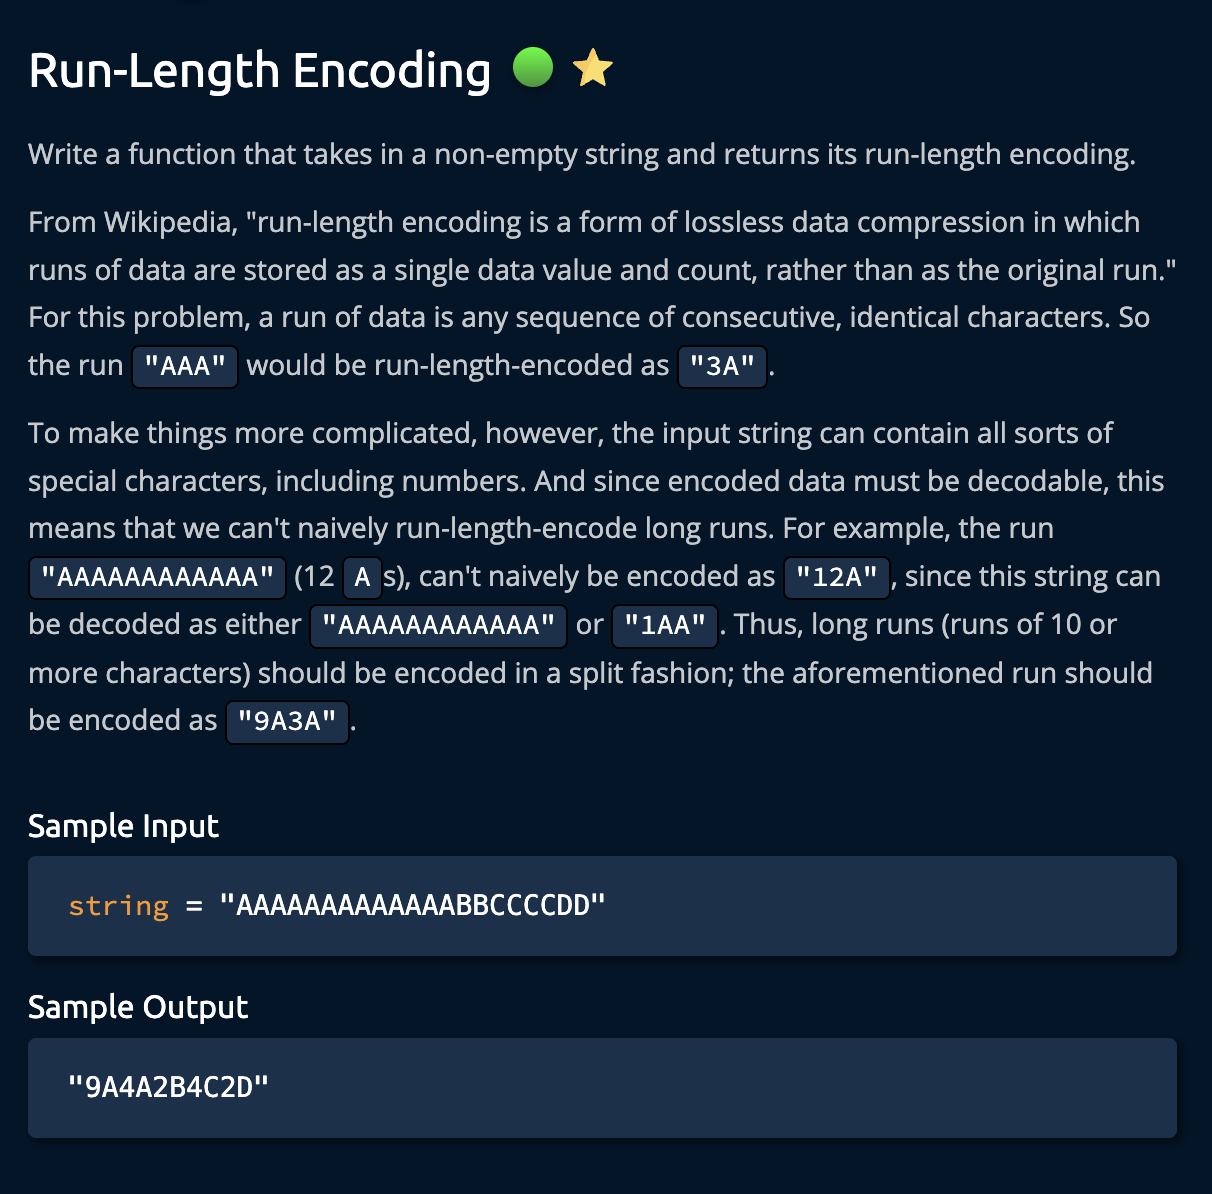 Run-Length Encoding
Write a function that takes in a non-empty string and returns its run-length encoding.
From Wikipedia, "run-length encoding is a form of lossless data compression in which
runs of data are stored as a single data value and count, rather than as the original run."
For this problem, a run of data is any sequence of consecutive, identical characters. So
the run "AAA" would be run-length-encoded as "3A".
To make things more complicated, however, the input string can contain all sorts of
special characters, including numbers. And since encoded data must be decodable, this
means that we can't naively run-length-encode long runs. For example, the run
"AAAAAAAAAAAA" (12 A s), can't naively be encoded as "12A", since this string can
be decoded as either "AAAAAAAAAAAA" or "1AA". Thus, long runs (runs of 10 or
more characters) should be encoded in a split fashion; the aforementioned run should
be encoded as "9A3A".
Sample Input
string = "AAAAAAAAAAAAABBCCCCDD"
Sample Output
"9A4A2B4C2D"